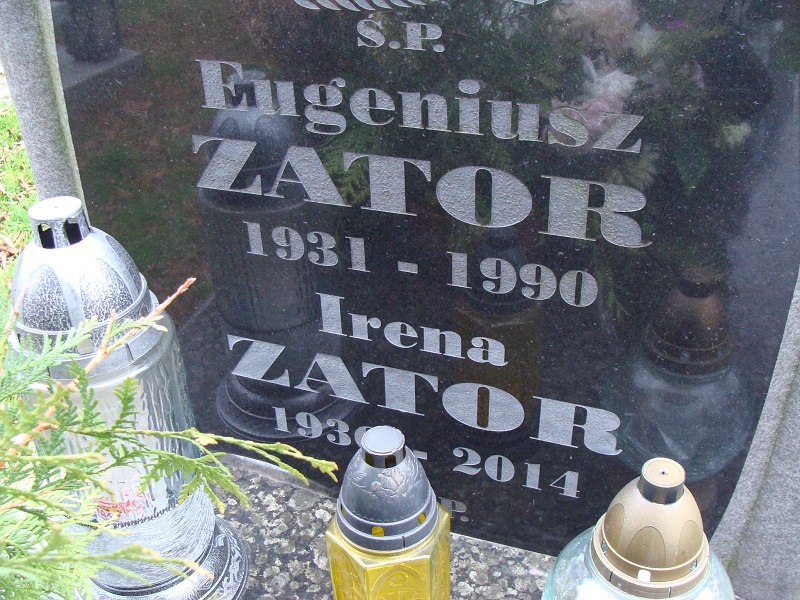 Ś.P.
Eugeniusz
ZATOR
1931 - 1990
Irena
ZATOR
- 2014
P.